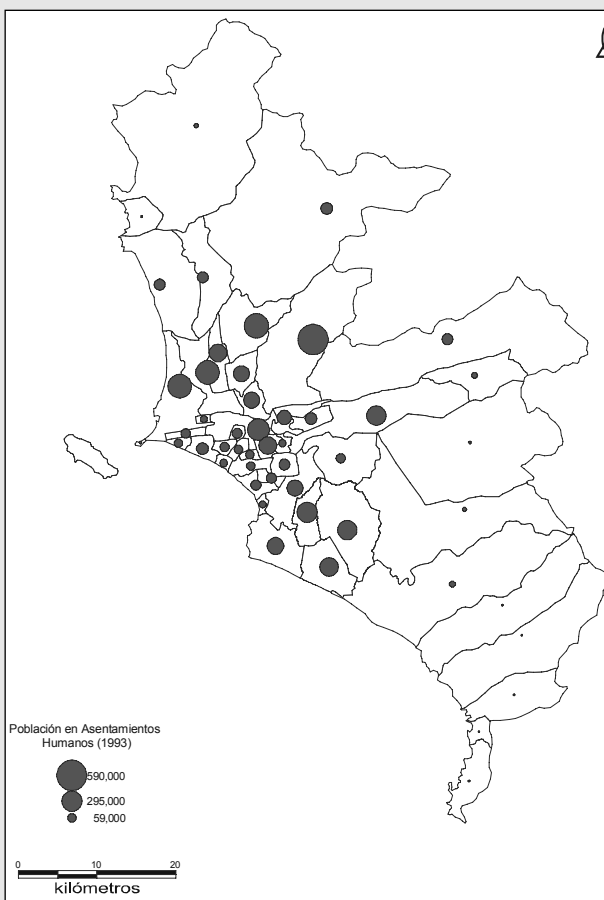 Población en Asentamientos
Humanos (1993)
590,000
295,000
59,000
0 10 20
kilómetros